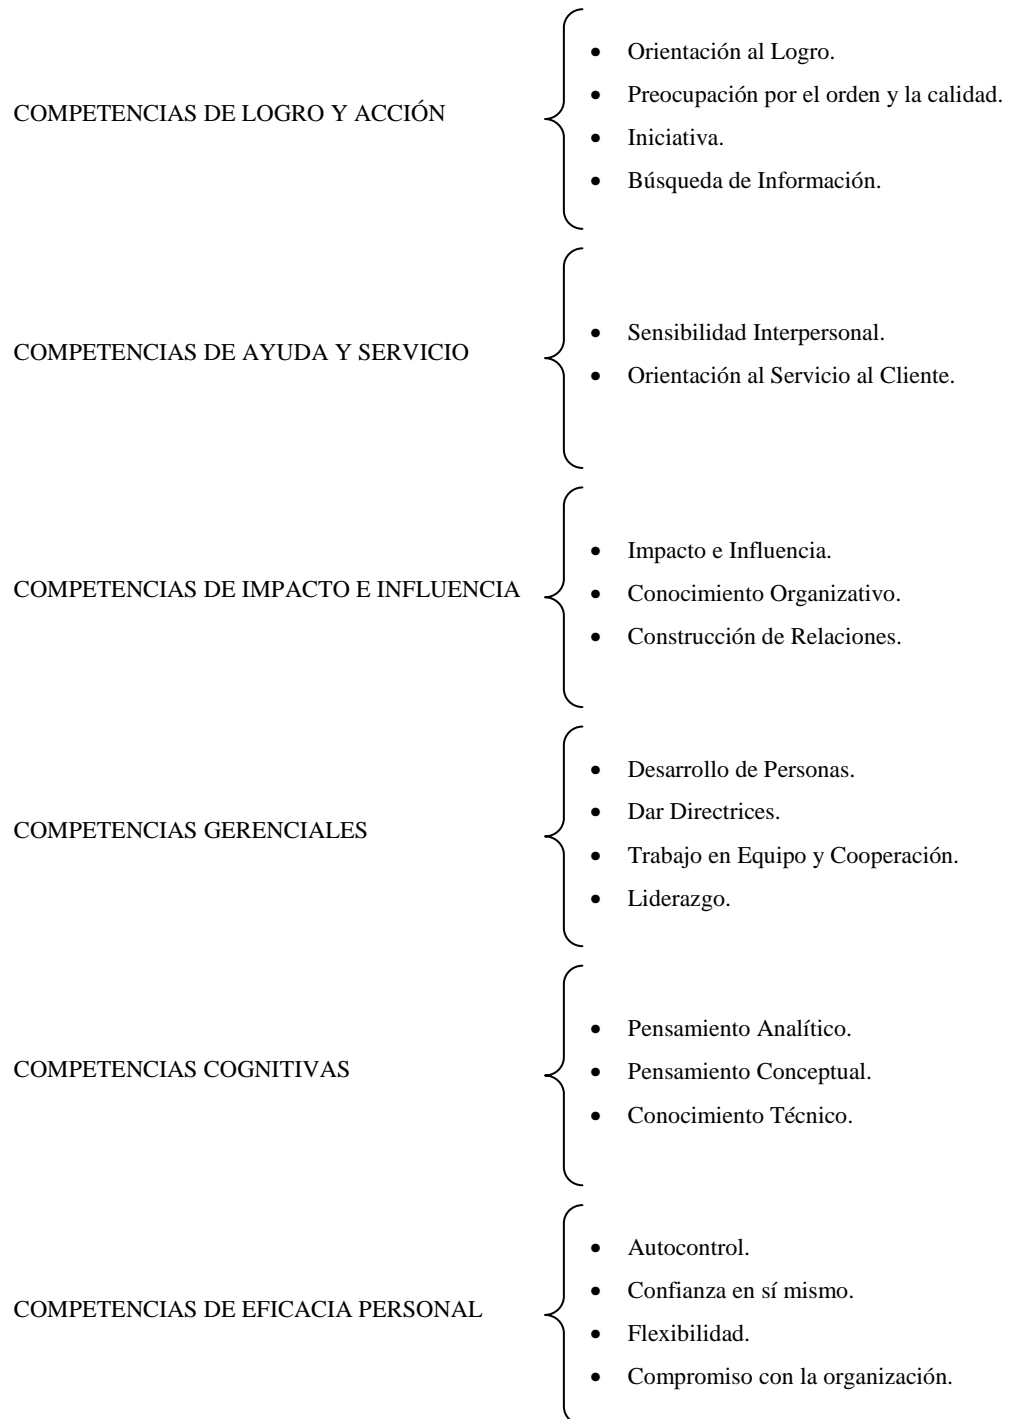 COMPETENCIAS DE LOGRO Y ACCIÓN
• Orientación al Logro.
• Preocupación por el orden y la calidad.
• Iniciativa.
• Búsqueda de Información.
COMPETENCIAS DE AYUDA Y SERVICIO
• Sensibilidad Interpersonal.
• Orientación al Servicio al Cliente.
COMPETENCIAS DE IMPACTO E INFLUENCIA
• Impacto e Influencia.
• Conocimiento Organizativo.
• Construcción de Relaciones.
COMPETENCIAS GERENCIALES
• Desarrollo de Personas.
• Dar Directrices.
• Trabajo en Equipo y Cooperación.
• Liderazgo.
COMPETENCIAS COGNITIVAS
• Pensamiento Analítico.
• Pensamiento Conceptual.
• Conocimiento Técnico.
COMPETENCIAS DE EFICACIA PERSONAL
• Autocontrol.
• Confianza en sí mismo.
• Flexibilidad.
• Compromiso con la organización.